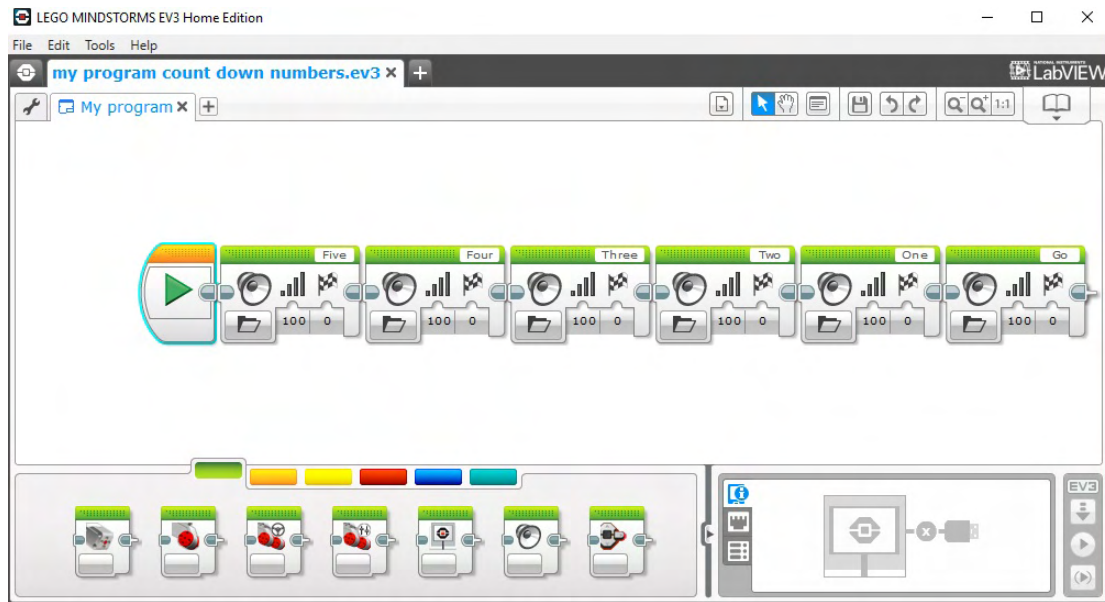 LEGO MINDSTORMS EV3 Home Edition
File Edit Tools Help
my program count down numbers.ev3
NATIONAL INSTRUMENTS
LabVIEW
My program
1:1
Five Four Three Two One Go
100 0 100 0 100 0 100 0 100 0 100 0
EV3